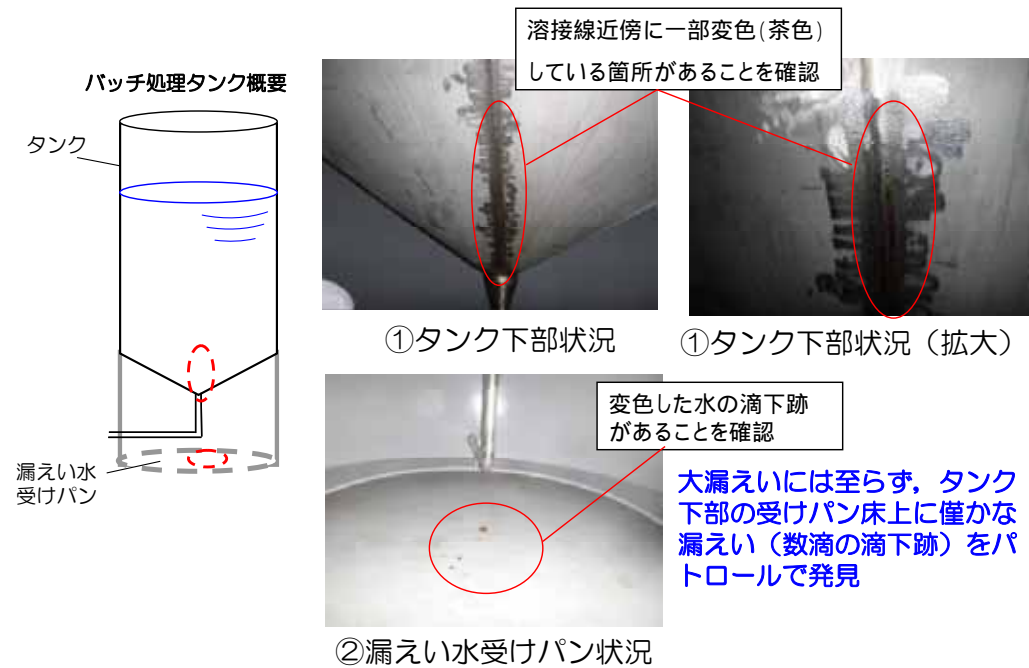 バッチ処理タンク概要
タンク
漏えい水
受けパン
溶接線近傍に一部変色(茶色)
している箇所があることを確認
①タンク下部状況
①タンク下部状況（拡大）
変色した水の滴下跡
があることを確認
大漏えいには至らず，タンク
下部の受けパン床上に僅かな
漏えい（数滴の滴下跡）をパ
トロールで発見
②漏えい水受けパン状況